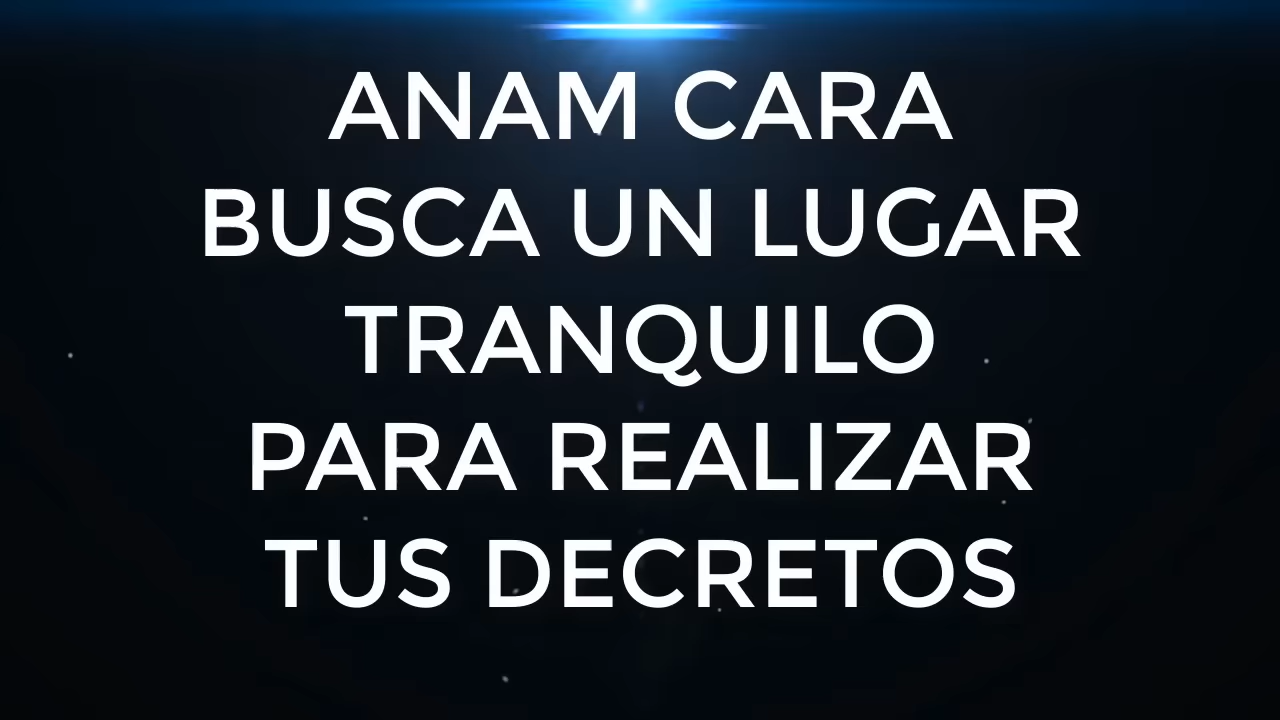 ANAM CARA
BUSCA UN LUGAR
TRANQUILO
PARA REALIZAR
TUS DECRETOS